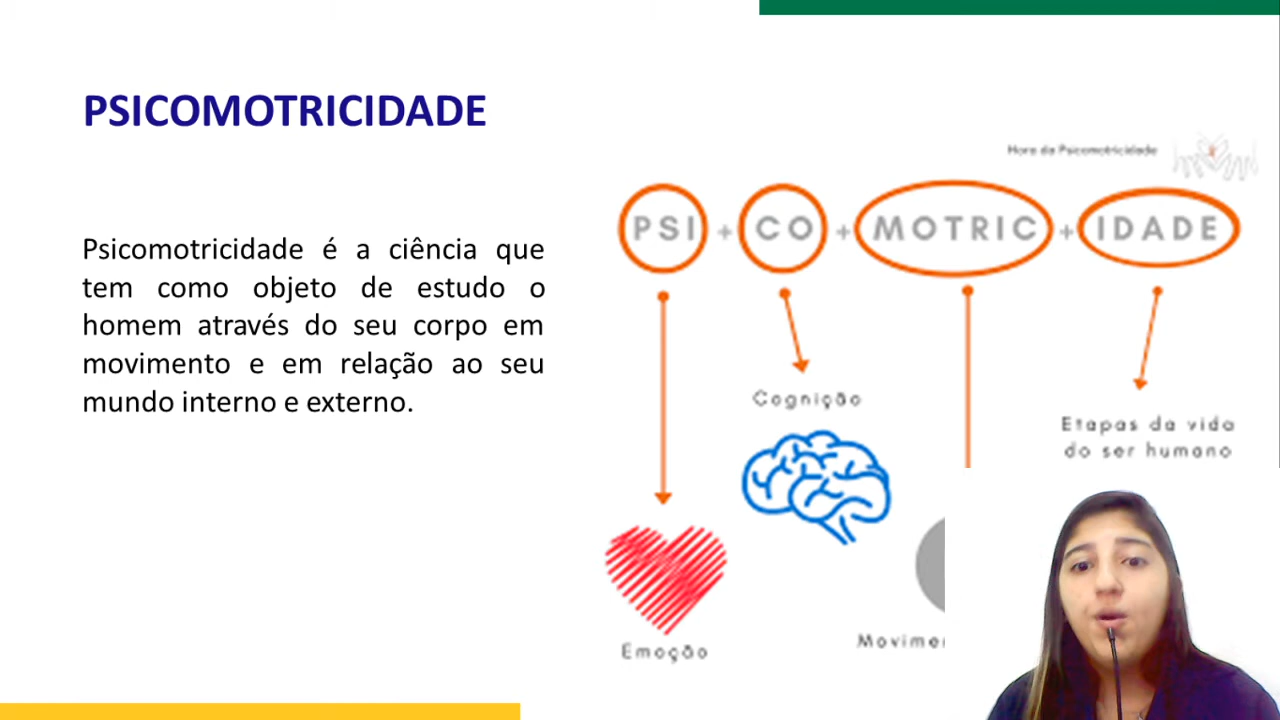 PSICOMOTRICIDADE
Psicomotricidade é a ciência que
tem como objeto de estudo o
homem através do seu corpo em
movimento e em relação ao seu
mundo interno e externo.
Hora da Psicomotricidade
PSI + CO + MOTRIC + IDADE
Cognição
Etapas da vida
do ser humano
Emoção
Movimen